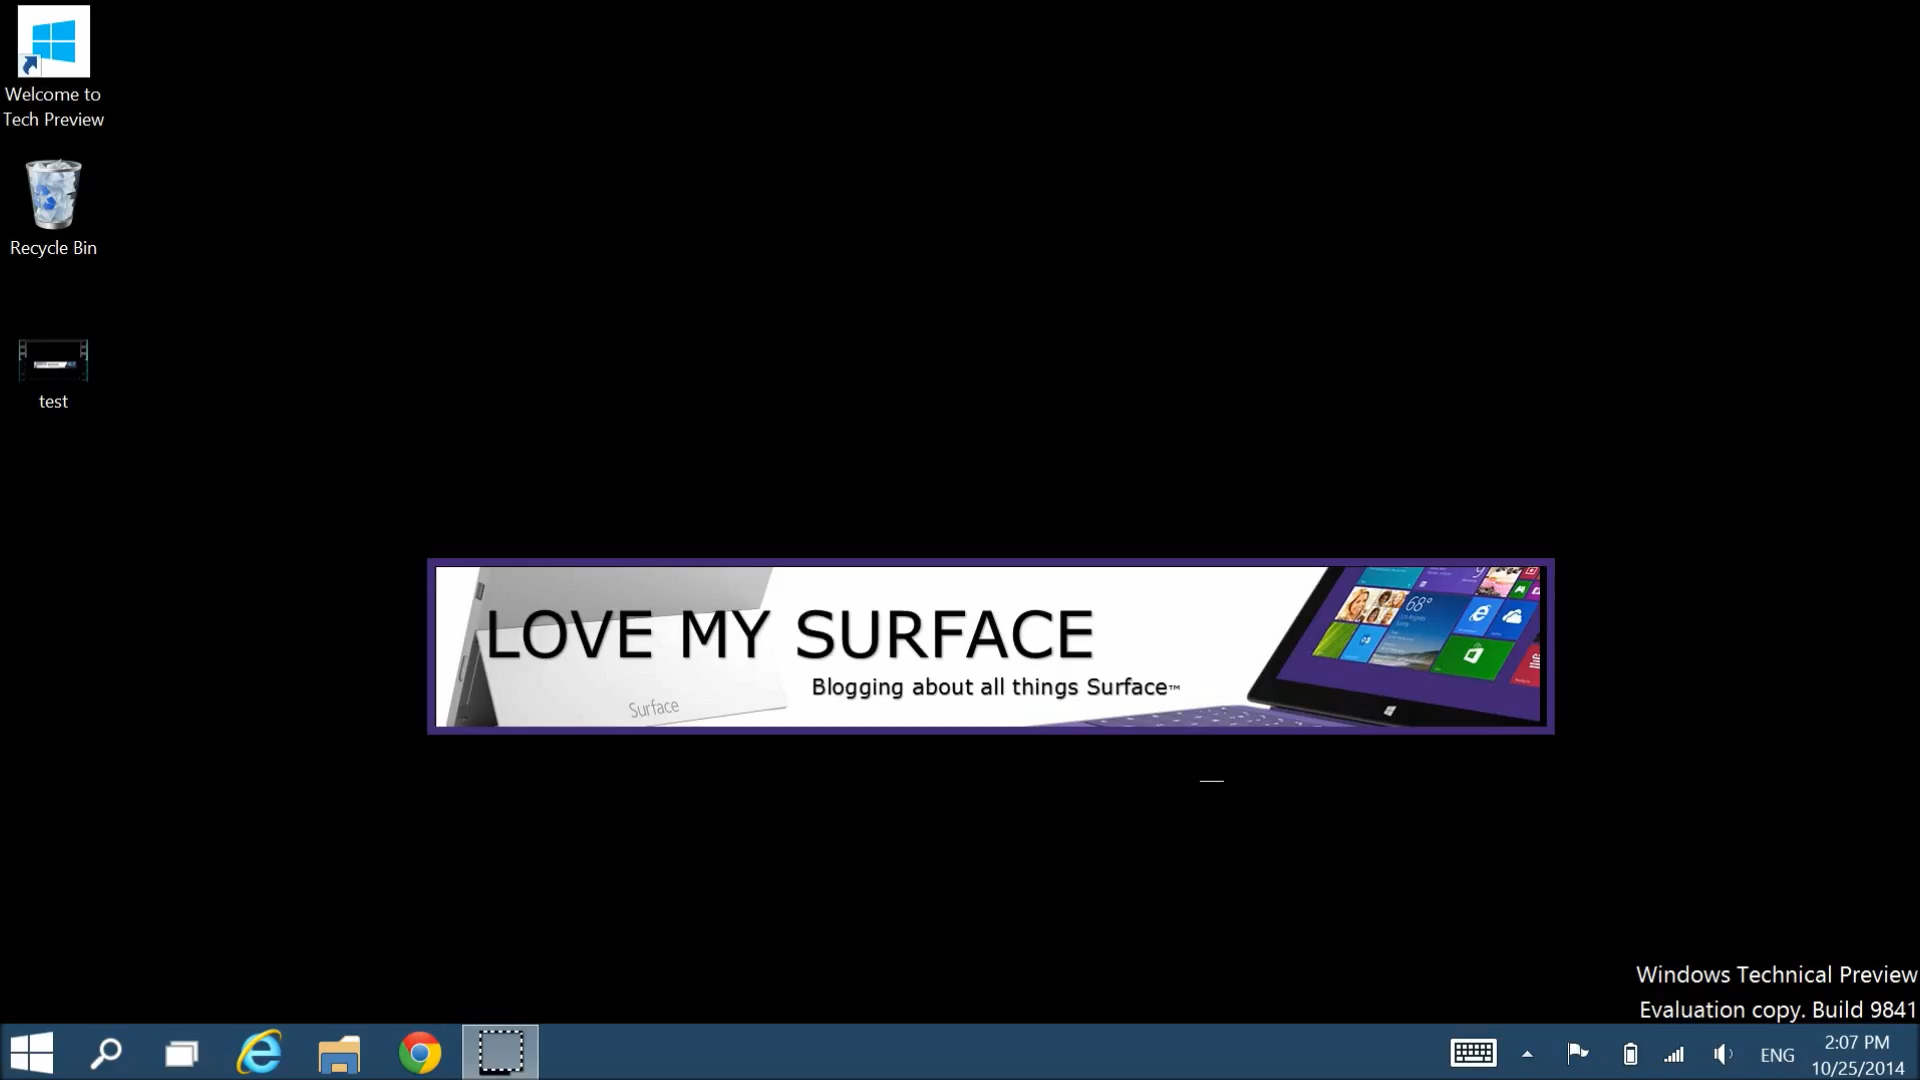 Welcome to
Tech Preview
Recycle Bin
test
LOVE MY SURFACE
Blogging about all things Surface™
Surface
68°
Windows Technical Preview
Evaluation copy. Build 9841
ENG
2:07 PM
10/25/2014